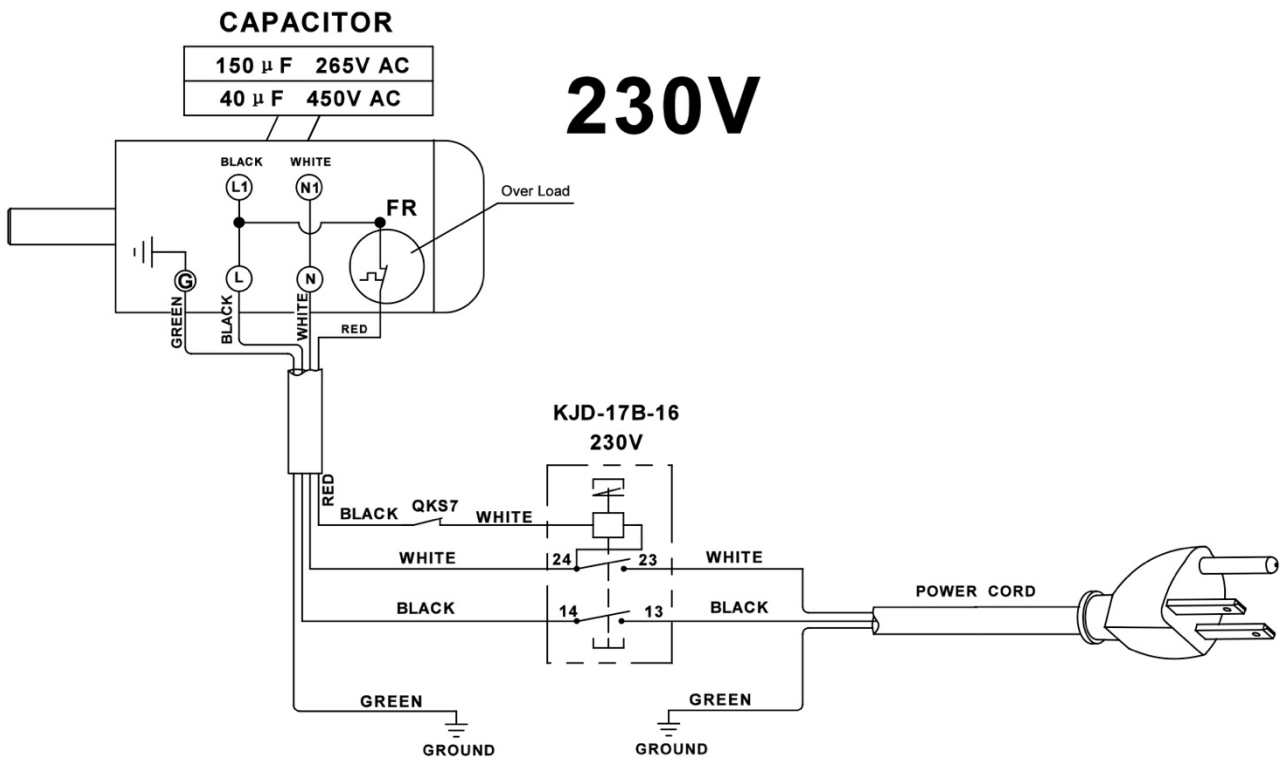 CAPACITOR
150 μF 265V AC
40 μF 450V AC
230V
BLACK WHITE
L1 N1
FR
Over Load
G L N
GREEN
BLACK
WHITE
RED
KJD-17B-16
230V
RED
BLACK QKS7 WHITE
WHITE 24 23 WHITE
BLACK 14 13 BLACK
POWER CORD
GREEN GREEN
GROUND GROUND